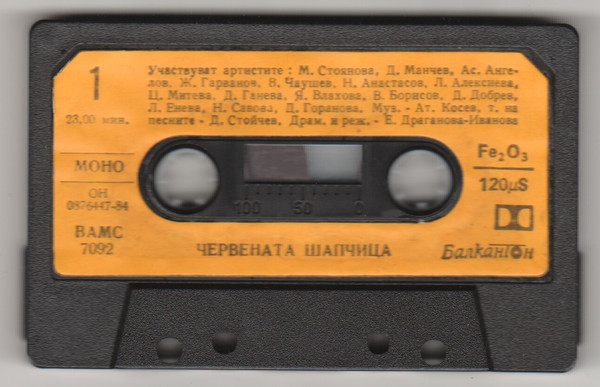 1
23,00 мин.
Участвуват артистите : М. Стоянова, Д. Манчев, Ас. Анге-
лов, Ж. Гарванов, В. Чаушев, Н. Анастасов, Л. Алексиева,
Ц. Митева, Д. Ганева, Я. Влахова, В. Борисов, Д. Добрев,
Л. Енева, Н. Савова, Д. Горанова. Муз. - Ат. Косев, т. на
песните - Д. Стойчев, Драм. и реж.- Е. Драганова-Иванова
МОНО
ОН
0876447-84
ВАМС
7092
100 50 0
Fe2O3
120μS
ЧЕРВЕНАТА ШАПЧИЦА
Балкантон